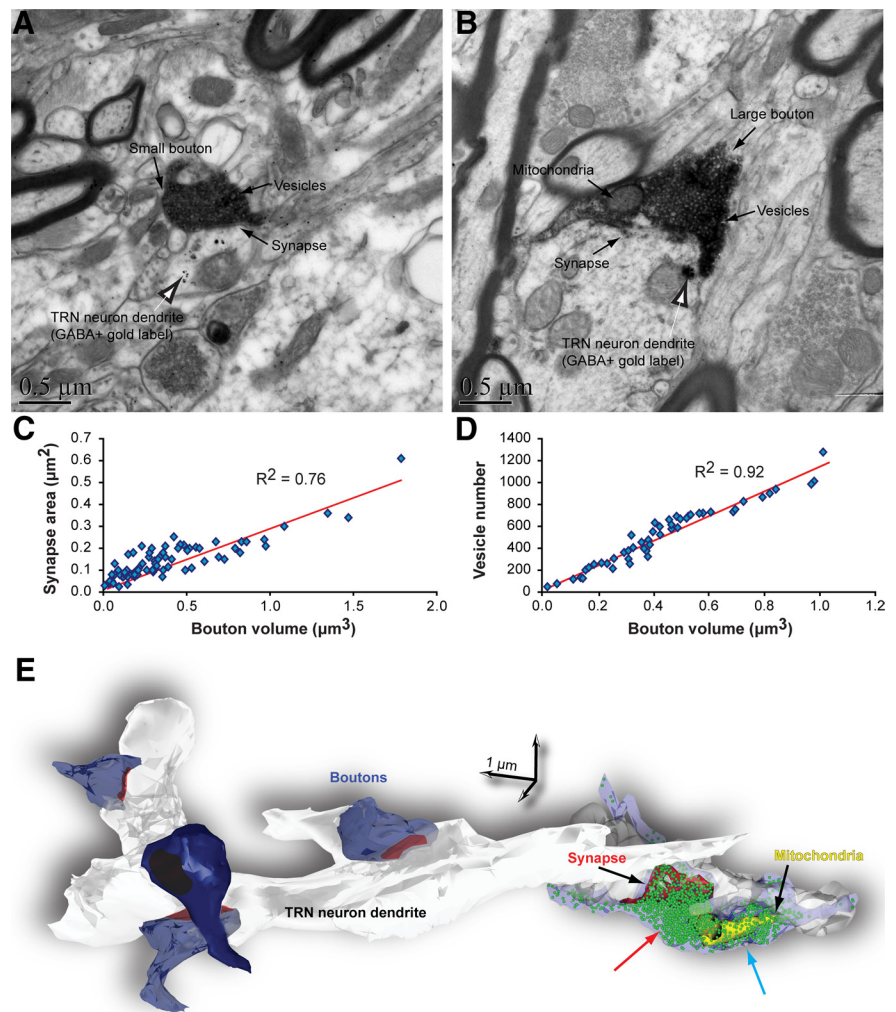 A
Small bouton
Vesicles
Synapse
TRN neuron dendrite
(GABA+ gold label)
0.5 µm
B
Large bouton
Mitochondria
Vesicles
Synapse
TRN neuron dendrite
(GABA+ gold label)
0.5 µm
C
Synapse area (µm²)
0.7
0.6
0.5
0.4
0.3
0.2
0.1
0.0
R² = 0.76
0.0 0.5 1.0 1.5 2.0
Bouton volume (µm³)
D
Vesicle number
1400
1200
1000
800
600
400
200
0
R² = 0.92
0.0 0.2 0.4 0.6 0.8 1.0 1.2
Bouton volume (µm³)
E
1 µm
Boutons
Synapse
Mitochondria
TRN neuron dendrite